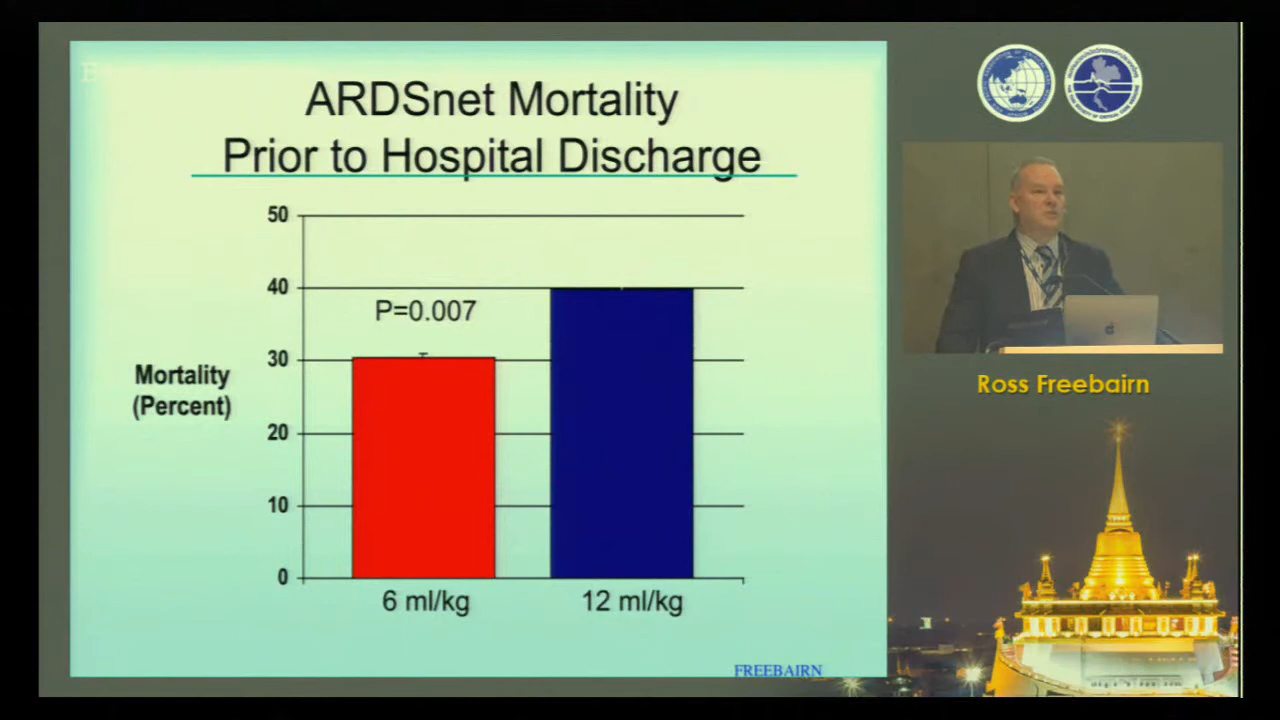 ARDSnet Mortality
Prior to Hospital Discharge
50
40
30
20
10
0
P=0.007
Mortality
(Percent)
6 ml/kg
12 ml/kg
FREEBAIRN
Ross Freebairn